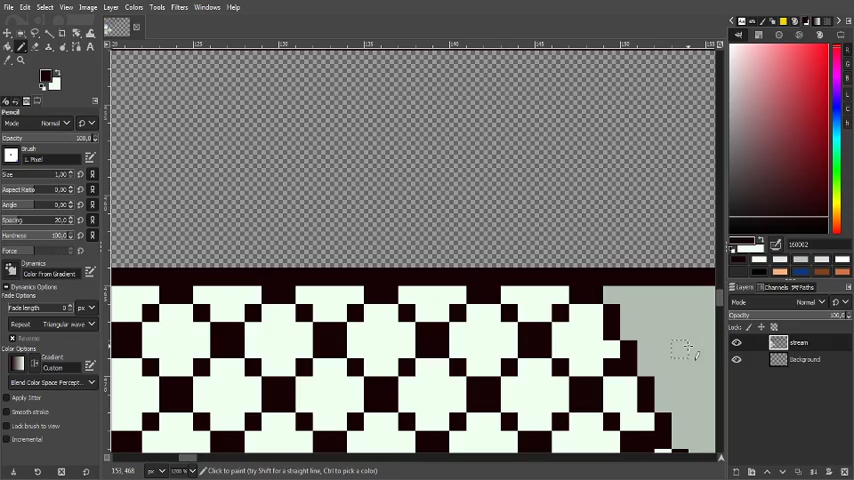 File Edit Select View Image Layer Colors Tools Filters Windows Help
Pencil
Mode Normal
Opacity 100,0
Brush
1. Pixel
Size 1,00
Aspect Ratio 0,00
Angle 0,00
Spacing 20,0
Hardness 100,0
Force
Dynamics
Color From Gradient
Dynamics Options
Fade Options
Fade length 0 px
Repeat Triangular wave
Reverse
Color Options
Gradient
Custom
Blend Color Space Percept...
Apply Jitter
Smooth stroke
Lock brush to view
Incremental
160002
Layers Channels Paths
Mode Normal
Opacity 100,0
Locks:
stream
Background
153, 468 px 3200 % Click to paint (try Shift for a straight line, Ctrl to pick a color)